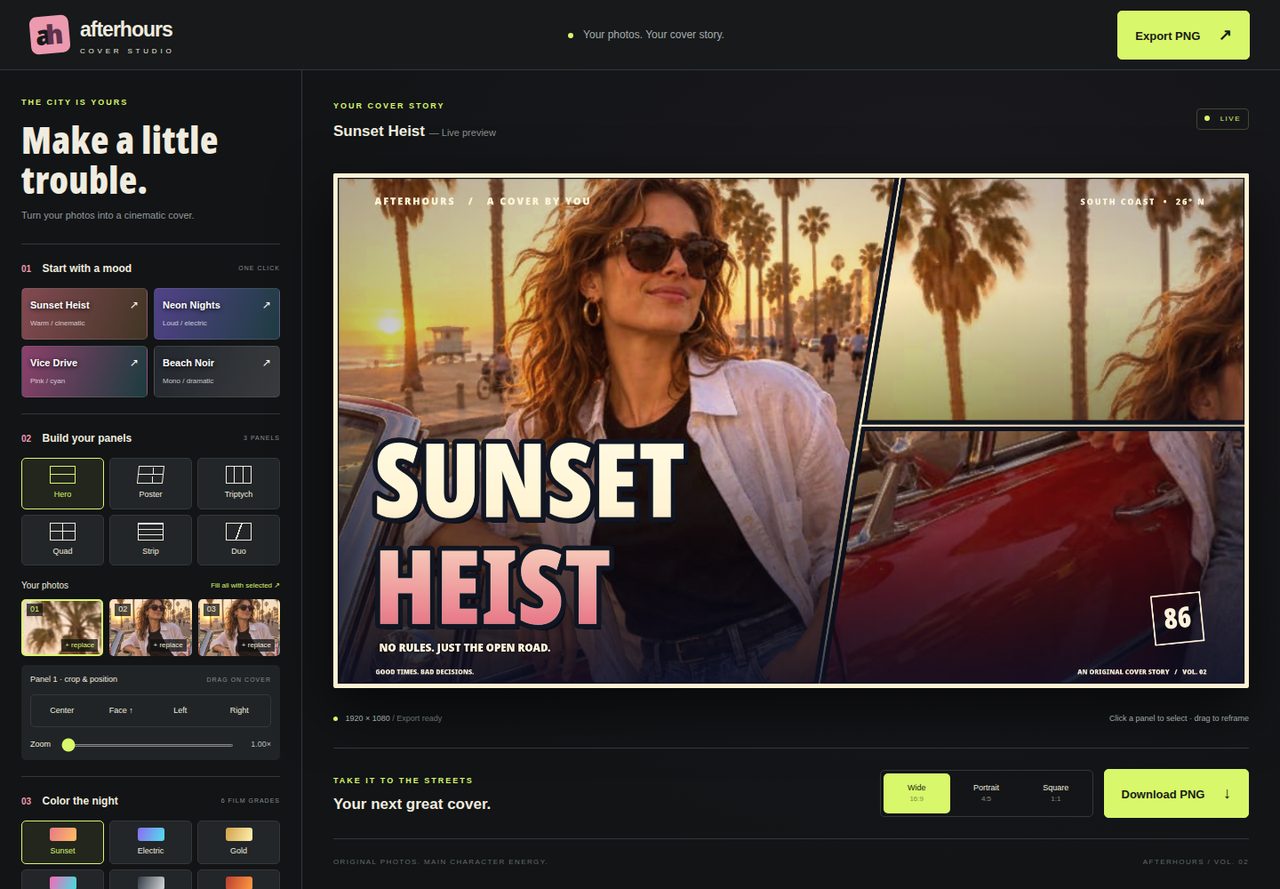 ah afterhours
COVER STUDIO
Your photos. Your cover story.
Export PNG ↗
THE CITY IS YOURS
Make a little
trouble.
Turn your photos into a cinematic cover.
01 Start with a mood ONE CLICK
Sunset Heist ↗
Warm / cinematic
Neon Nights ↗
Loud / electric
Vice Drive ↗
Pink / cyan
Beach Noir ↗
Mono / dramatic
02 Build your panels 3 PANELS
Hero
Poster
Triptych
Quad
Strip
Duo
Your photos Fill all with selected ↗
01 + replace
02 + replace
03 + replace
Panel 1 · crop & position DRAG ON COVER
Center Face ↑ Left Right
Zoom 1.00×
03 Color the night 6 FILM GRADES
Sunset
Electric
Gold
YOUR COVER STORY
Sunset Heist — Live preview
LIVE
AFTERHOURS / A COVER BY YOU
SOUTH COAST • 26° N
SUNSET
HEIST
NO RULES. JUST THE OPEN ROAD.
GOOD TIMES. BAD DECISIONS.
86
AN ORIGINAL COVER STORY / VOL. 02
1920 × 1080 / Export ready
Click a panel to select · drag to reframe
TAKE IT TO THE STREETS
Your next great cover.
Wide
16:9
Portrait
4:5
Square
1:1
Download PNG ↓
ORIGINAL PHOTOS. MAIN CHARACTER ENERGY.
AFTERHOURS / VOL. 02